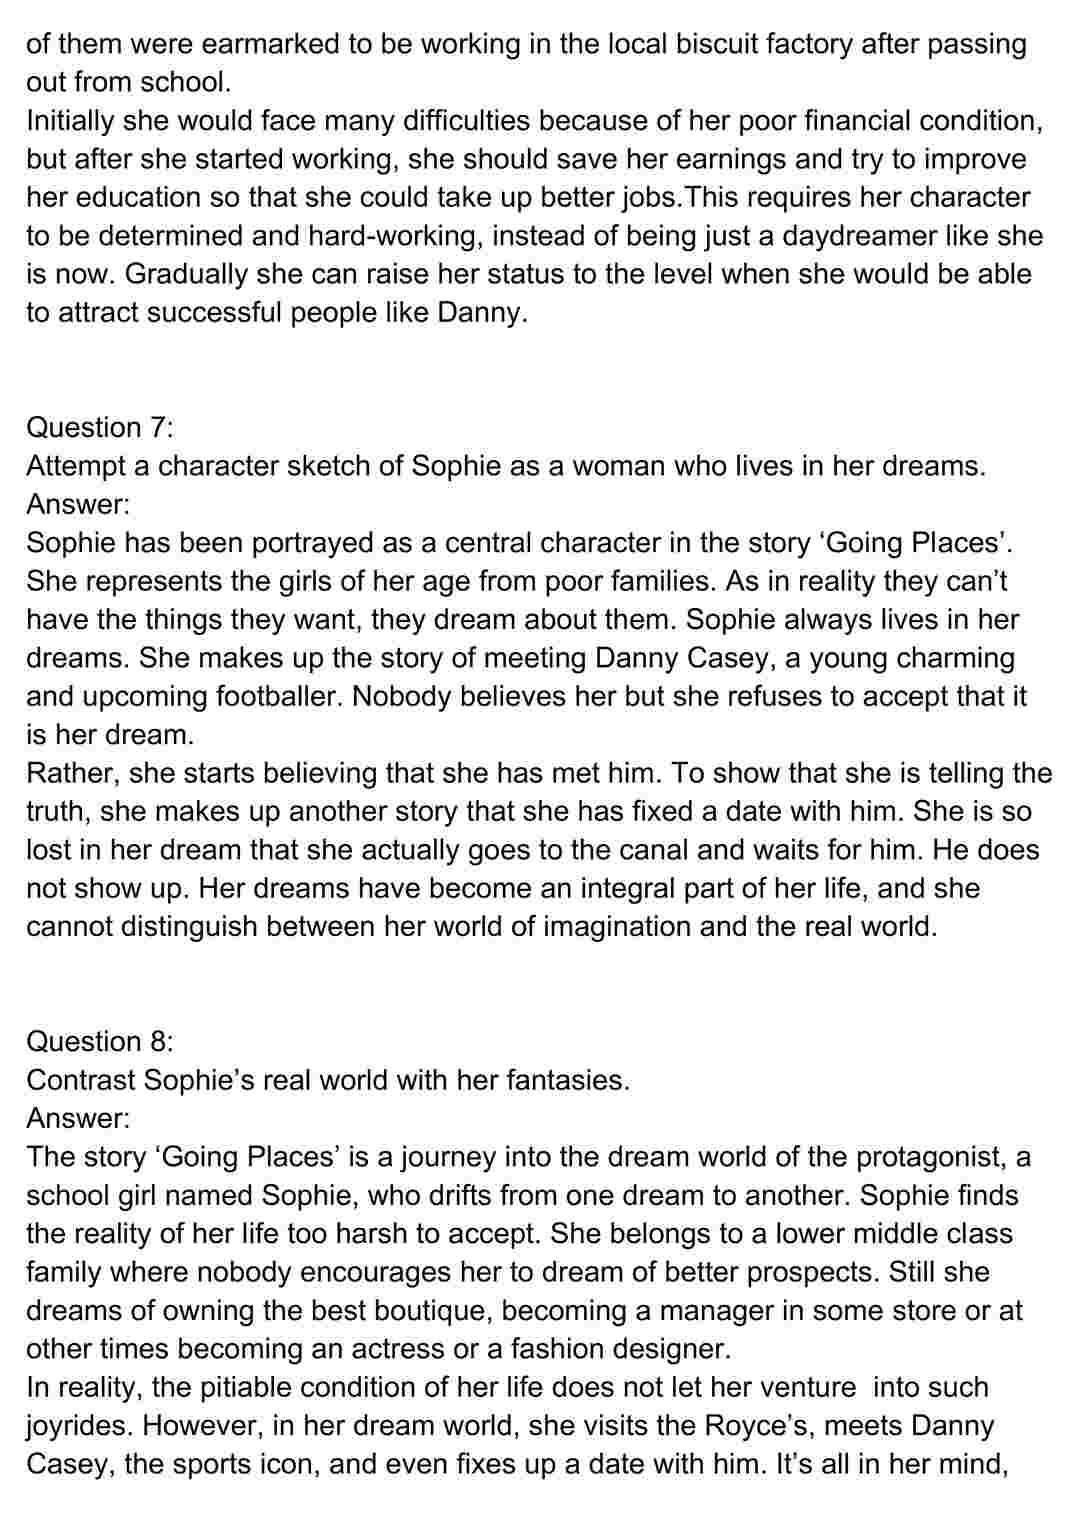 of them were earmarked to be working in the local biscuit factory after passing
out from school.
Initially she would face many difficulties because of her poor financial condition,
but after she started working, she should save her earnings and try to improve
her education so that she could take up better jobs.This requires her character
to be determined and hard-working, instead of being just a daydreamer like she
is now. Gradually she can raise her status to the level when she would be able
to attract successful people like Danny.
Question 7:
Attempt a character sketch of Sophie as a woman who lives in her dreams.
Answer:
Sophie has been portrayed as a central character in the story ‘Going Places’.
She represents the girls of her age from poor families. As in reality they can’t
have the things they want, they dream about them. Sophie always lives in her
dreams. She makes up the story of meeting Danny Casey, a young charming
and upcoming footballer. Nobody believes her but she refuses to accept that it
is her dream.
Rather, she starts believing that she has met him. To show that she is telling the
truth, she makes up another story that she has fixed a date with him. She is so
lost in her dream that she actually goes to the canal and waits for him. He does
not show up. Her dreams have become an integral part of her life, and she
cannot distinguish between her world of imagination and the real world.
Question 8:
Contrast Sophie’s real world with her fantasies.
Answer:
The story ‘Going Places’ is a journey into the dream world of the protagonist, a
school girl named Sophie, who drifts from one dream to another. Sophie finds
the reality of her life too harsh to accept. She belongs to a lower middle class
family where nobody encourages her to dream of better prospects. Still she
dreams of owning the best boutique, becoming a manager in some store or at
other times becoming an actress or a fashion designer.
In reality, the pitiable condition of her life does not let her venture  into such
joyrides. However, in her dream world, she visits the Royce’s, meets Danny
Casey, the sports icon, and even fixes up a date with him. It’s all in her mind,